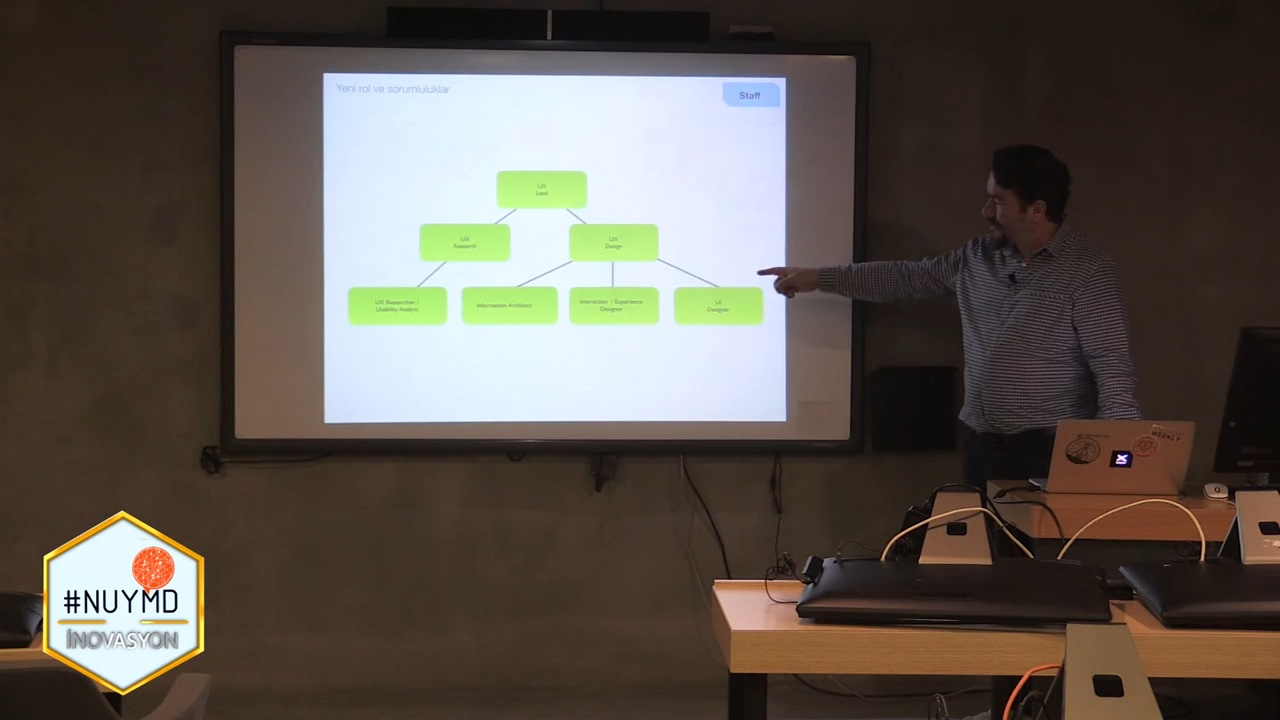 Yeni rol ve sorumluluklar
Staff
UX
Lead
UX
Research
UX
Design
UX Researcher /
Usability Analyst
Information Architect
Interaction / Experience
Designer
UI
Designer
WEEKLY
#NUYMD
İNOVASYON